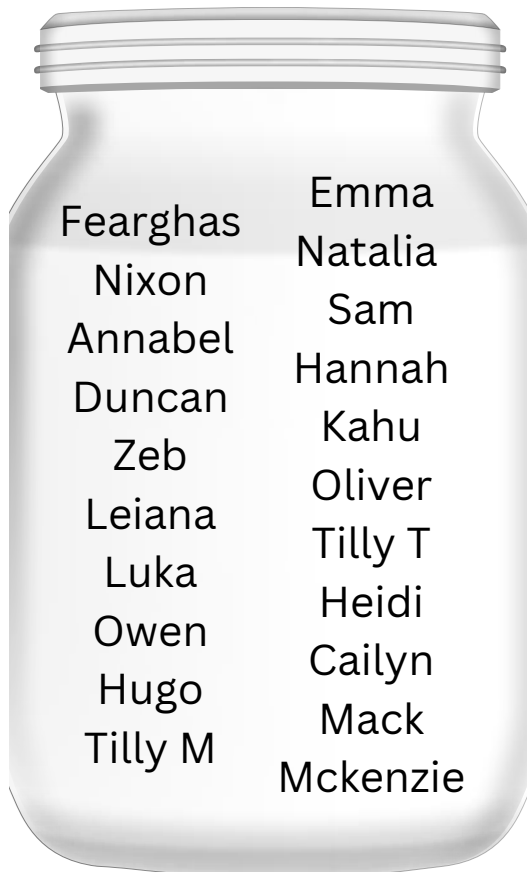 Fearghas
Nixon
Annabel
Duncan
Zeb
Leiana
Luka
Owen
Hugo
Tilly M
Emma
Natalia
Sam
Hannah
Kahu
Oliver
Tilly T
Heidi
Cailyn
Mack
Mckenzie